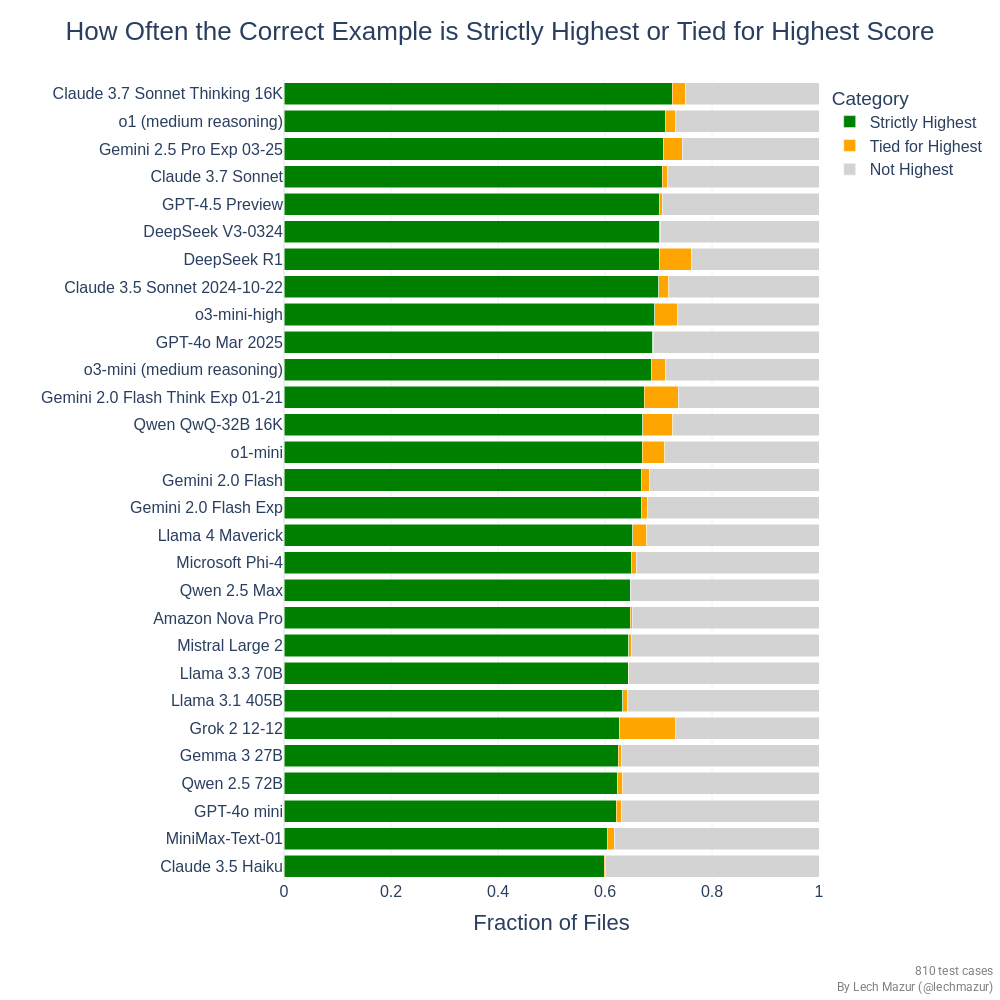 How Often the Correct Example is Strictly Highest or Tied for Highest Score
Claude 3.7 Sonnet Thinking 16K
o1 (medium reasoning)
Gemini 2.5 Pro Exp 03-25
Claude 3.7 Sonnet
GPT-4.5 Preview
DeepSeek V3-0324
DeepSeek R1
Claude 3.5 Sonnet 2024-10-22
o3-mini-high
GPT-4o Mar 2025
o3-mini (medium reasoning)
Gemini 2.0 Flash Think Exp 01-21
Qwen QwQ-32B 16K
o1-mini
Gemini 2.0 Flash
Gemini 2.0 Flash Exp
Llama 4 Maverick
Microsoft Phi-4
Qwen 2.5 Max
Amazon Nova Pro
Mistral Large 2
Llama 3.3 70B
Llama 3.1 405B
Grok 2 12-12
Gemma 3 27B
Qwen 2.5 72B
GPT-4o mini
MiniMax-Text-01
Claude 3.5 Haiku
0 0.2 0.4 0.6 0.8 1
Fraction of Files
Category
Strictly Highest
Tied for Highest
Not Highest
810 test cases
By Lech Mazur (@lechmazur)